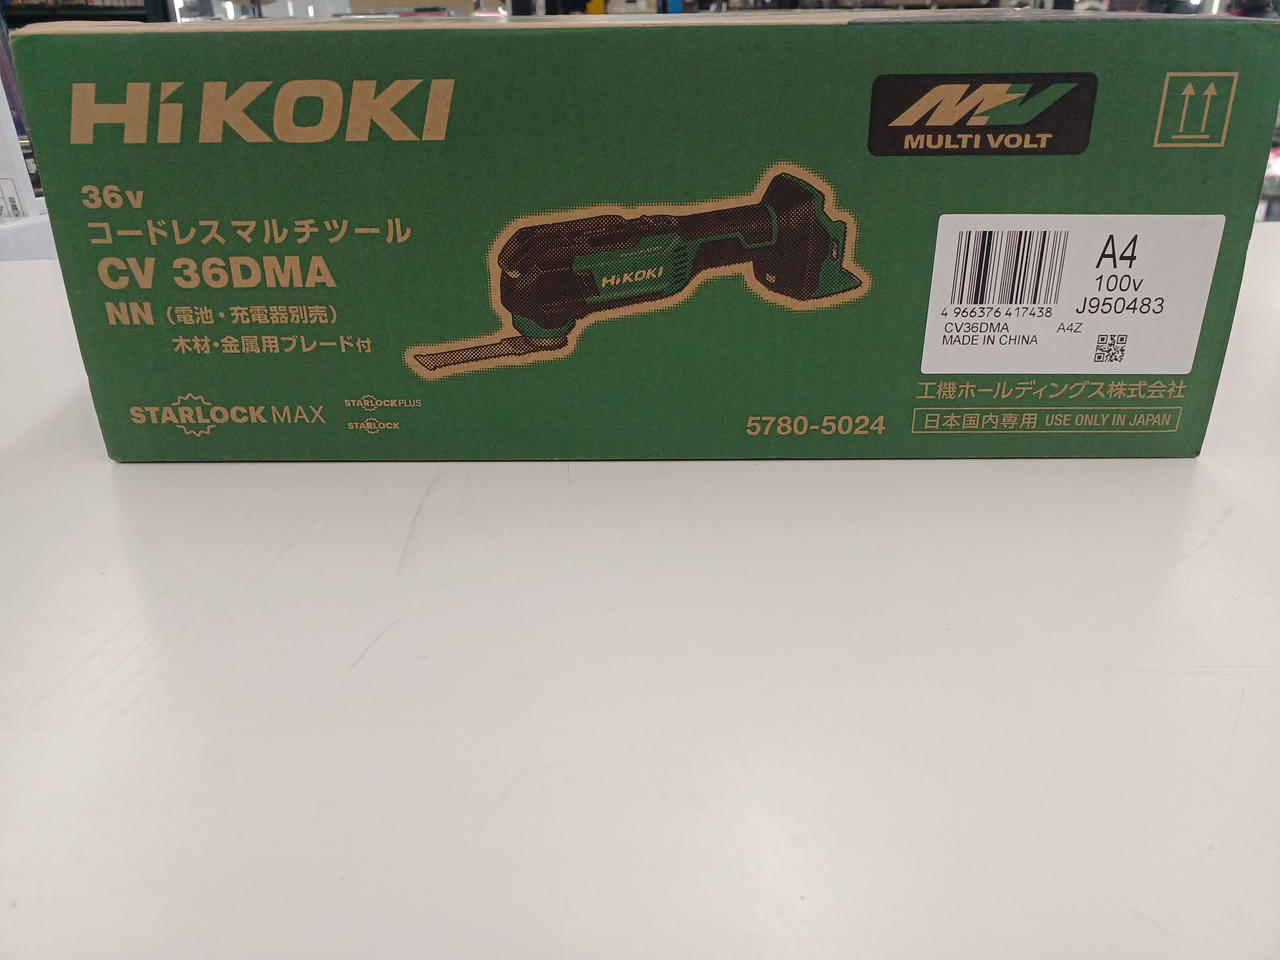 HiKOKI
MULTI VOLT
36v
コードレスマルチツール
CV 36DMA
NN (電池・充電器別売)
木材・金属用ブレード付
HiKOKI
STARLOCK MAX
STARLOCK PLUS
STARLOCK
5780-5024
A4
100v
J950483
4 966376 417438
CV36DMA A4Z
MADE IN CHINA
工機ホールディングス株式会社
日本国内専用 USE ONLY IN JAPAN